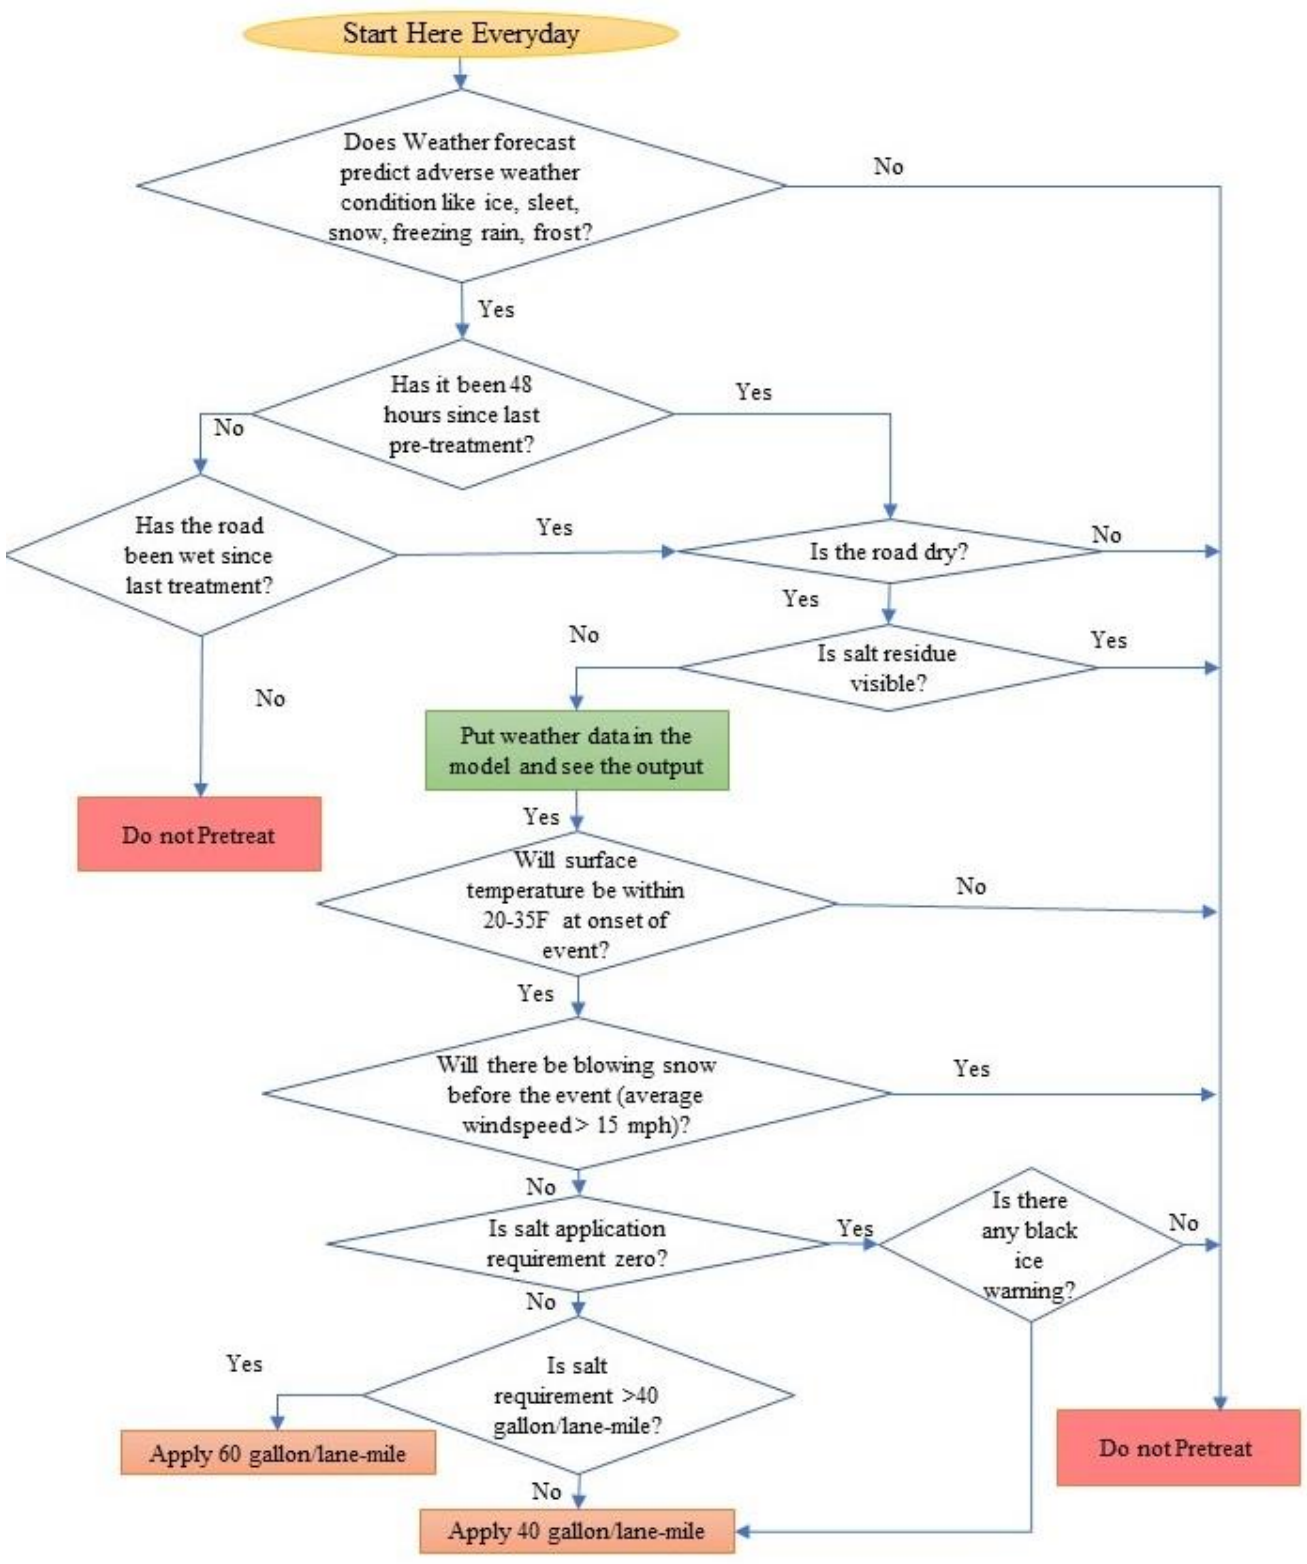 Start Here Everyday
Does Weather forecast
predict adverse weather
condition like ice, sleet,
snow, freezing rain, frost?
No
Yes
Has it been 48
hours since last
pre-treatment?
Yes
No
Has the road
been wet since
last treatment?
Yes
Is the road dry?
No
Yes
No
Is salt residue
visible?
Yes
No
Put weather data in the
model and see the output
Do not Pretreat
Yes
Will surface
temperature be within
20-35F at onset of
event?
No
Yes
Will there be blowing snow
before the event (average
windspeed > 15 mph)?
Yes
No
Is salt application
requirement zero?
Yes
Is there
any black
ice
warning?
No
No
Is salt
requirement >40
gallon/lane-mile?
Yes
Apply 60 gallon/lane-mile
Do not Pretreat
No
Apply 40 gallon/lane-mile